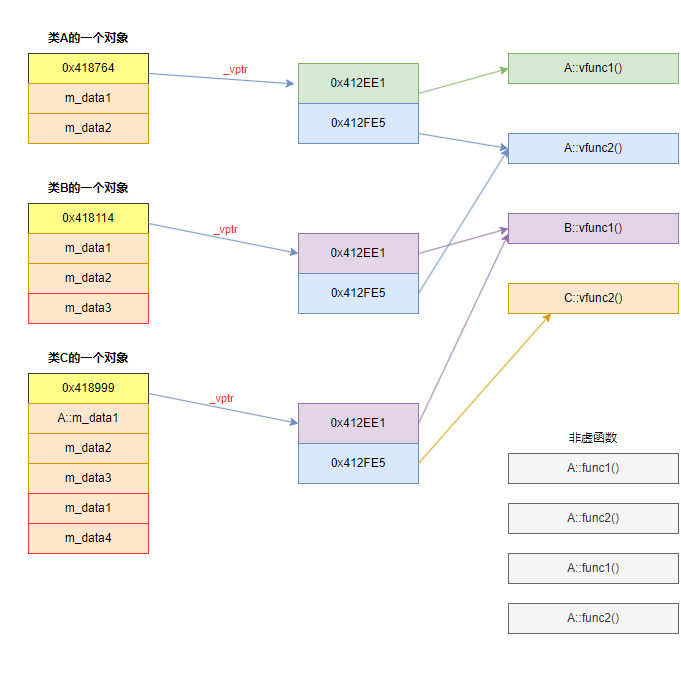 类A的一个对象
0x418764
m_data1
m_data2
_vptr
0x412EE1
0x412FE5
A::vfunc1()
A::vfunc2()
类B的一个对象
0x418114
m_data1
m_data2
m_data3
_vptr
0x412EE1
0x412FE5
B::vfunc1()
C::vfunc2()
类C的一个对象
0x418999
A::m_data1
m_data2
m_data3
m_data1
m_data4
_vptr
0x412EE1
0x412FE5
非虚函数
A::func1()
A::func2()
A::func1()
A::func2()